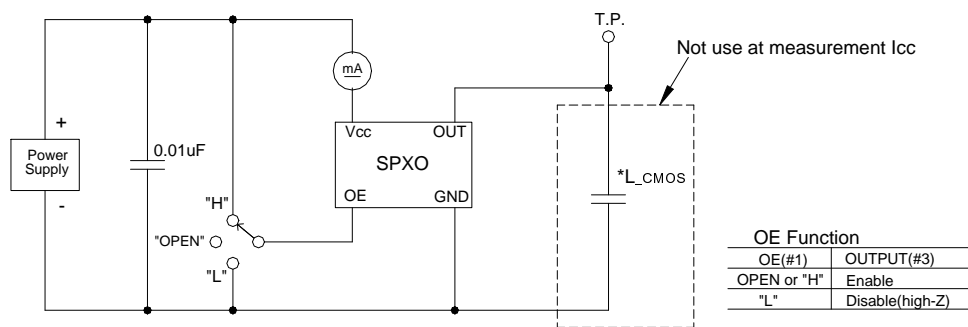 T.P.
Not use at measurement Icc
mA
+
Power
Supply
-
0.01uF
Vcc OUT
SPXO
OE GND
"H"
"OPEN"
"L"
*L_CMOS
OE Function
OE(#1) OUTPUT(#3)
OPEN or "H" Enable
"L" Disable(high-Z)